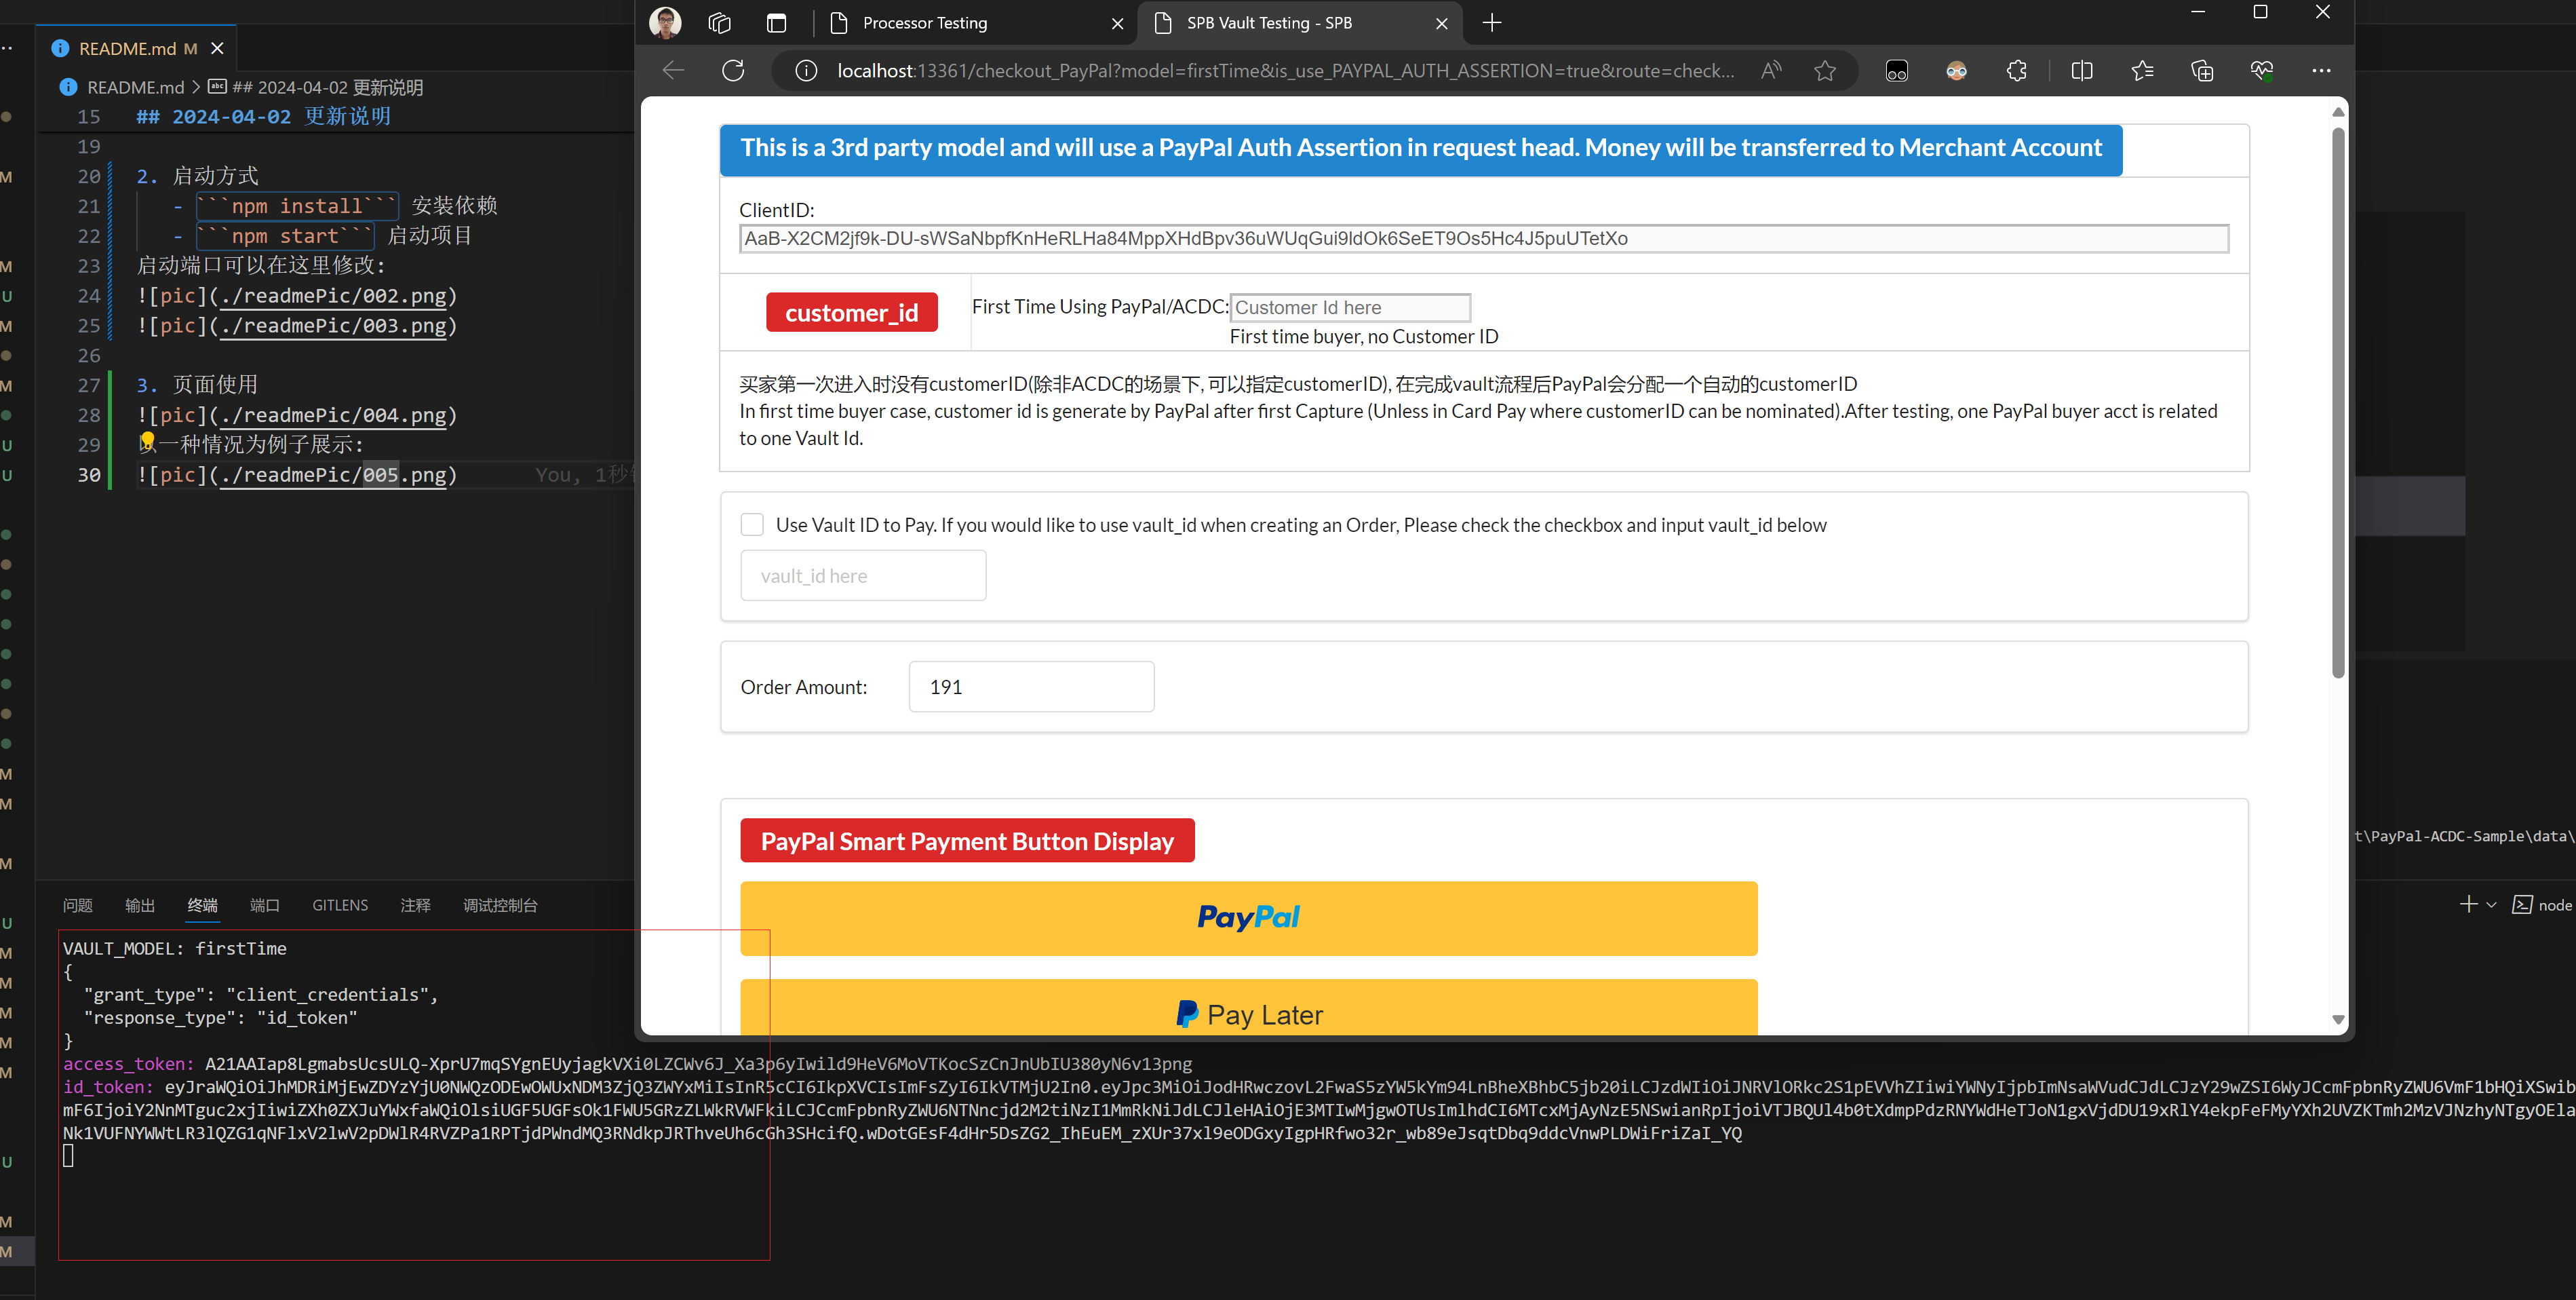 README.md M
README.md > ## 2024-04-02 更新说明
15 ## 2024-04-02 更新说明
19
20 2. 启动方式
21 - ```npm install``` 安装依赖
22 - ```npm start``` 启动项目
23 启动端口可以在这里修改:
24 ![pic](./readmePic/002.png)
25 ![pic](./readmePic/003.png)
26
27 3. 页面使用
28 ![pic](./readmePic/004.png)
29 以一种情况为例子展示:
30 ![pic](./readmePic/005.png) You, 1秒
Processor Testing
SPB Vault Testing - SPB
localhost:13361/checkout_PayPal?model=firstTime&is_use_PAYPAL_AUTH_ASSERTION=true&route=check...
This is a 3rd party model and will use a PayPal Auth Assertion in request head. Money will be transferred to Merchant Account
ClientID:
AaB-X2CM2jf9k-DU-sWSaNbpfKnHeRLHa84MppXHdBpv36uWUqGui9ldOk6SeET9Os5Hc4J5puUTetXo
customer_id
First Time Using PayPal/ACDC: Customer Id here
First time buyer, no Customer ID
买家第一次进入时没有customerID(除非ACDC的场景下, 可以指定customerID), 在完成vault流程后PayPal会分配一个自动的customerID
In first time buyer case, customer id is generate by PayPal after first Capture (Unless in Card Pay where customerID can be nominated).After testing, one PayPal buyer acct is related
to one Vault Id.
Use Vault ID to Pay. If you would like to use vault_id when creating an Order, Please check the checkbox and input vault_id below
vault_id here
Order Amount: 191
PayPal Smart Payment Button Display
PayPal
Pay Later
t\PayPal-ACDC-Sample\data\
问题 输出 终端 端口 GITLENS 注释 调试控制台
node
VAULT_MODEL: firstTime
{
"grant_type": "client_credentials",
"response_type": "id_token"
}
access_token: A21AAIap8LgmabsUcsULQ-XprU7mqSYgnEUyjagkVXi0LZCWv6J_Xa3p6yIwild9HeV6MoVTKocSzCnJnUbIU380yN6v13png
id_token: